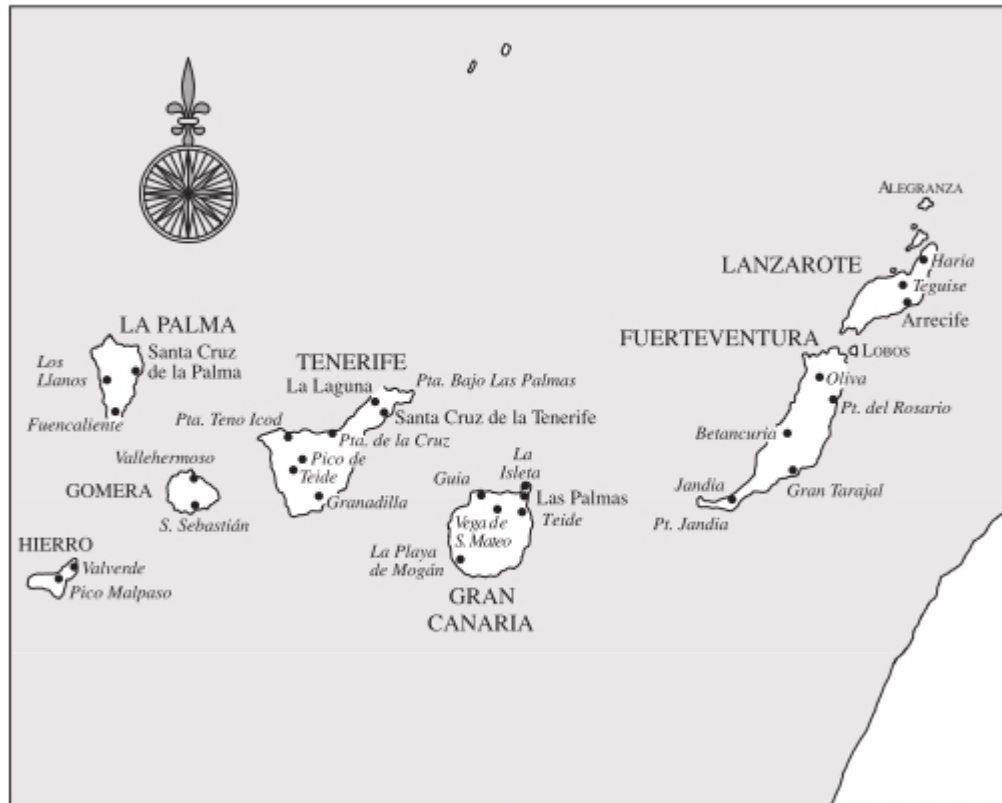 ALEGRANZA
LANZAROTE
Haría
Teguise
Arrecife
FUERTEVENTURA
LOBOS
Oliva
Pt. del Rosario
Betancuría
Gran Tarajal
Jandía
Pt. Jandia
LA PALMA
Los
Llanos
Santa Cruz
de la Palma
Fuencaliente
TENERIFE
La Laguna
Pta. Bajo Las Palmas
Santa Cruz de la Tenerife
Pta. Teno Icod
Pta. de la Cruz
Pico de
Teide
Granadilla
Vallehermoso
GOMERA
S. Sebastián
HIERRO
Valverde
Pico Malpaso
La
Isleta
Guia
Las Palmas
Teide
Vega de
S. Mateo
La Playa
de Mogán
GRAN
CANARIA